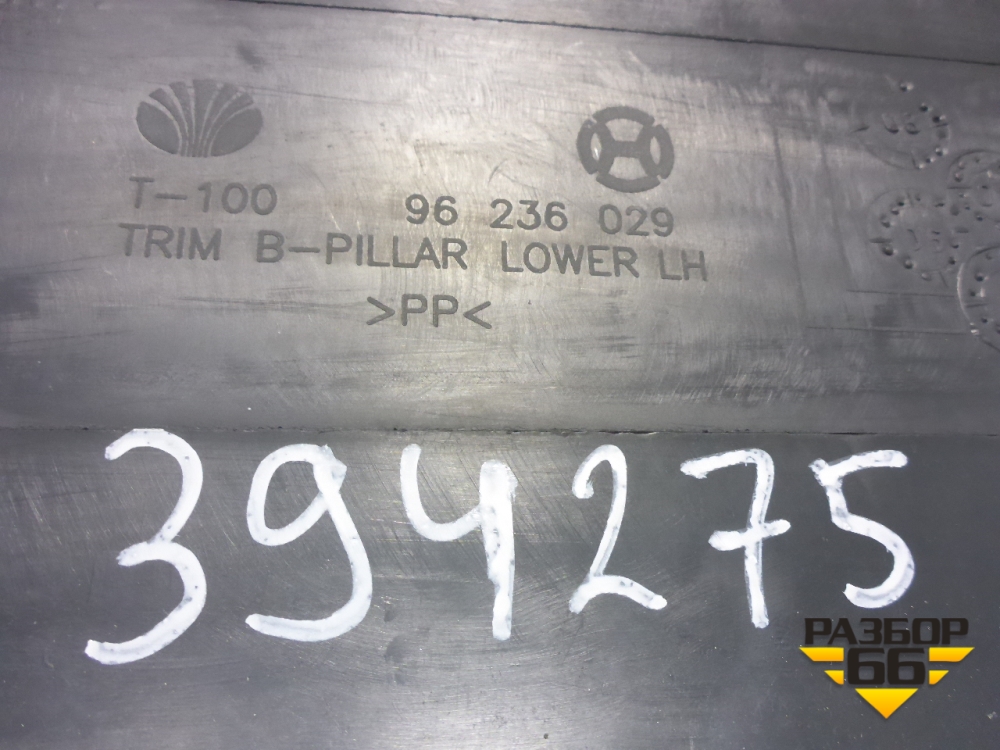 T-100 96 236 029
TRIM B-PILLAR LOWER LH
>PP<
394275
РАЗБОР
66